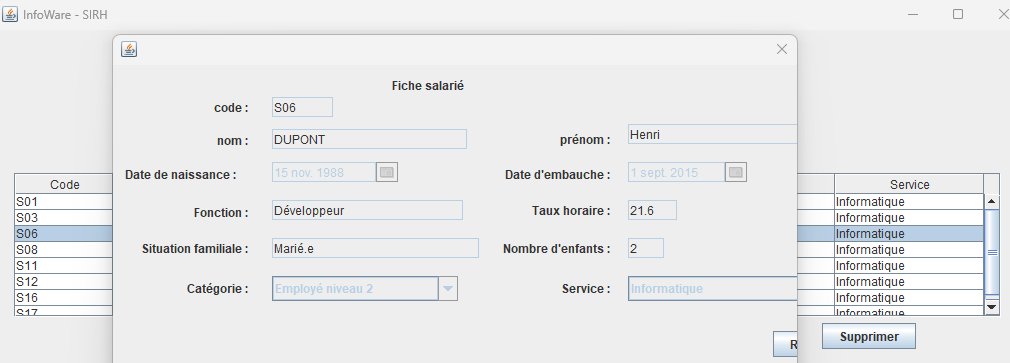 InfoWare - SIRH
Fiche salarié
code : S06
nom : DUPONT prénom : Henri
Date de naissance : 15 nov. 1988 Date d'embauche : 1 sept. 2015
Code Service
S01 Informatique
S03 Informatique
S06 Informatique
S08 Informatique
S11 Informatique
S12 Informatique
S16 Informatique
S17 Informatique
Fonction : Développeur Taux horaire : 21.6
Situation familiale : Marié.e Nombre d'enfants : 2
Catégorie : Employé niveau 2 Service : Informatique
R
Supprimer